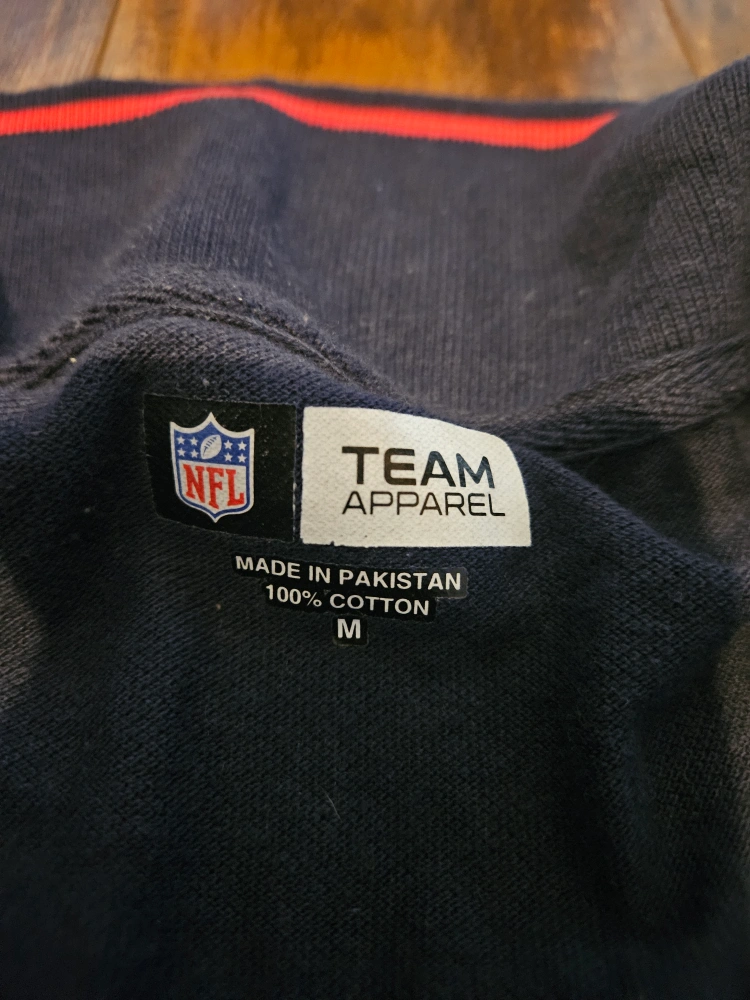 NFL
TEAM
APPAREL
MADE IN PAKISTAN
100% COTTON
M